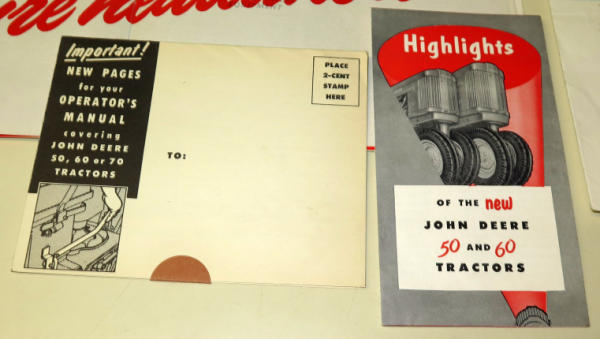 Important!
NEW PAGES
for your
OPERATOR'S
MANUAL
covering
JOHN DEERE
50, 60 or 70
TRACTORS
PLACE
2-CENT
STAMP
HERE
TO:
Highlights
OF THE new
JOHN DEERE
50 AND 60
TRACTORS